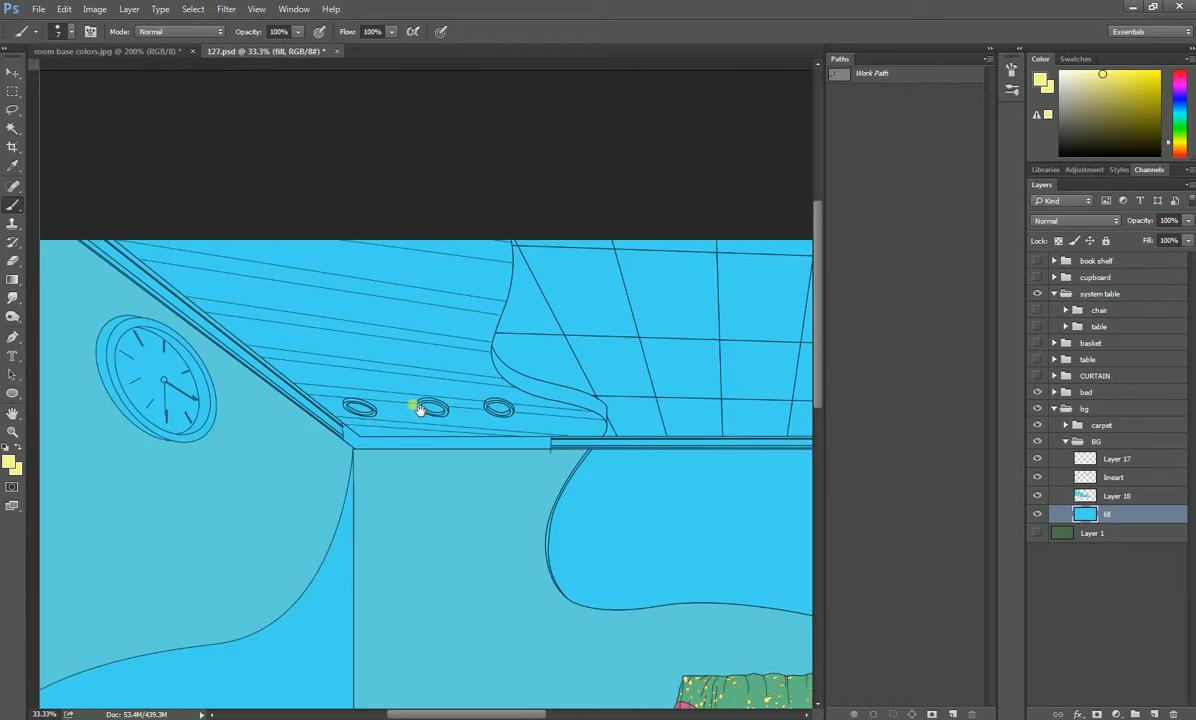 Ps File Edit Image Layer Type Select Filter View Window Help
7 Mode: Normal Opacity: 100% Flow: 100% Essentials
room base colors.jpg @ 200% (RGB/8) * × 127.psd @ 33.3% (fill, RGB/8#) * ×
Paths
Work Path
Color Swatches
Libraries Adjustment Styles Channels
Layers
Kind
Normal Opacity: 100%
Lock: Fill: 100%
book shelf
cupboard
system table
chair
table
basket
table
CURTAIN
bed
bg
carpet
BG
Layer 17
lineart
Layer 18
fill
Layer 1
33.33% Doc: 53.4M/439.3M
fx